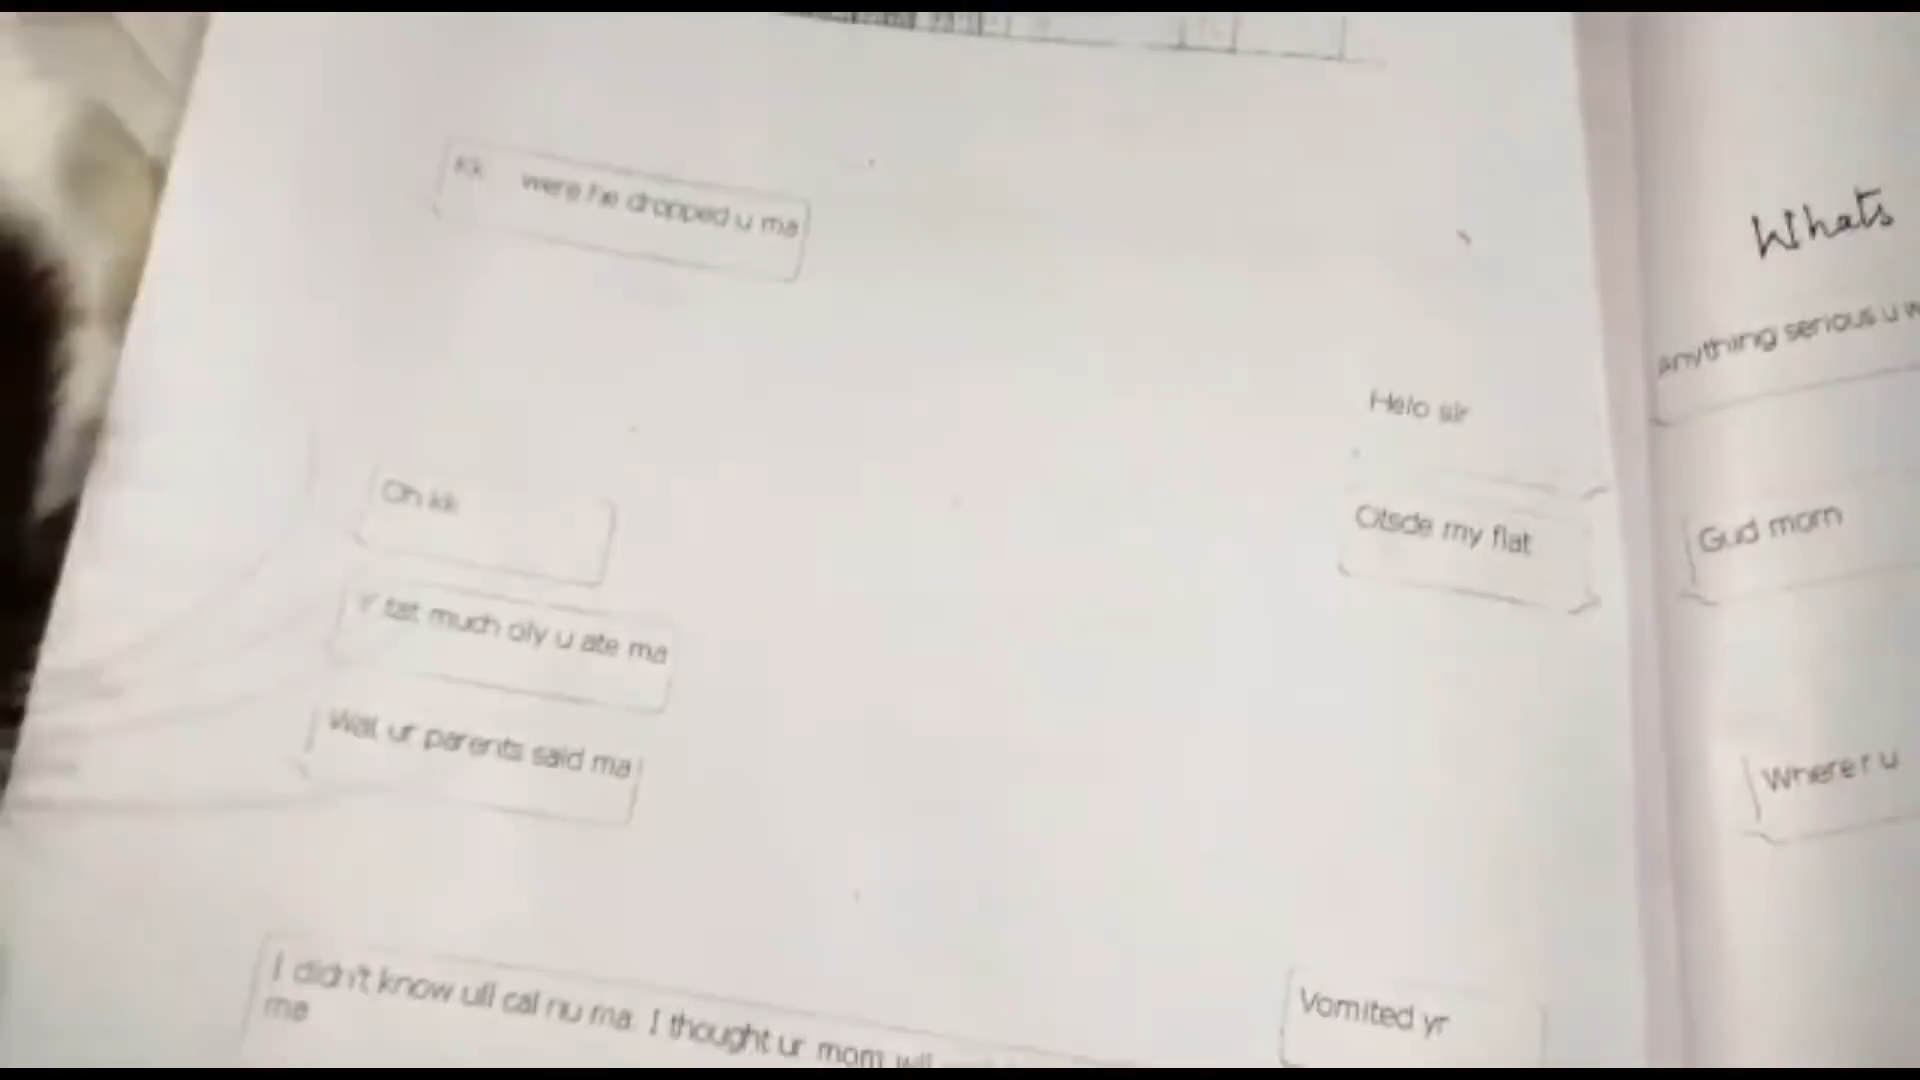 Kk were he dropped u ma
Helo sir
Oh kk
Otsde my flat
Y tat much oly u ate ma
Wat ur parents said ma
I didn't know ull cal nu ma. I thought ur mom wil
ma
Vomited yr
Whats
anything serious u w
Gud morn
Where r u